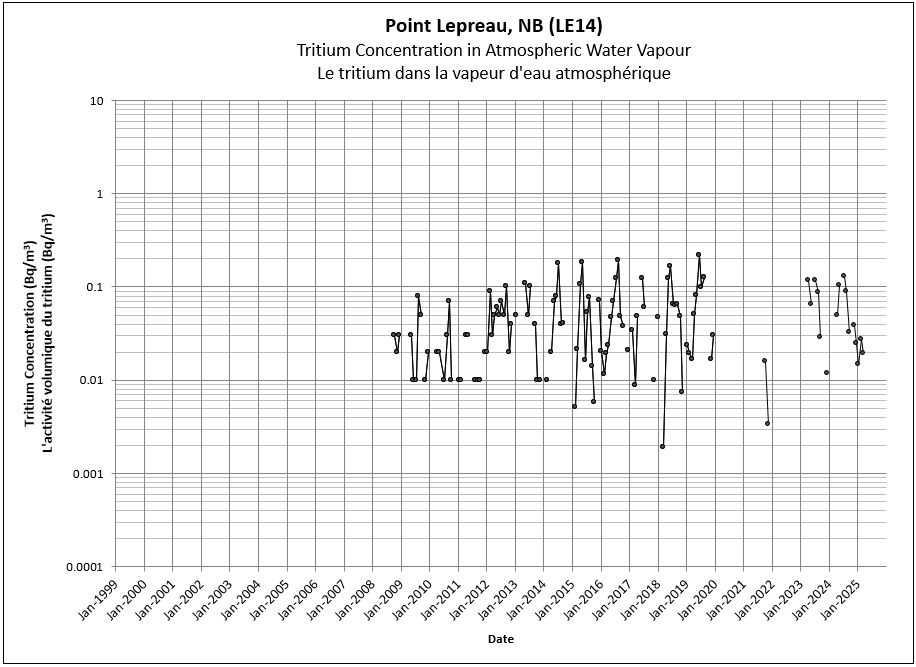 Point Lepreau, NB (LE14)
Tritium Concentration in Atmospheric Water Vapour
Le tritium dans la vapeur d'eau atmosphérique
Tritium Concentration (Bq/m³)
L'activité volumique du tritium (Bq/m³)
10
1
0.1
0.01
0.001
0.0001
Jan-1999
Jan-2000
Jan-2001
Jan-2002
Jan-2003
Jan-2004
Jan-2005
Jan-2006
Jan-2007
Jan-2008
Jan-2009
Jan-2010
Jan-2011
Jan-2012
Jan-2013
Jan-2014
Jan-2015
Jan-2016
Jan-2017
Jan-2018
Jan-2019
Jan-2020
Jan-2021
Jan-2022
Jan-2023
Jan-2024
Jan-2025
Date